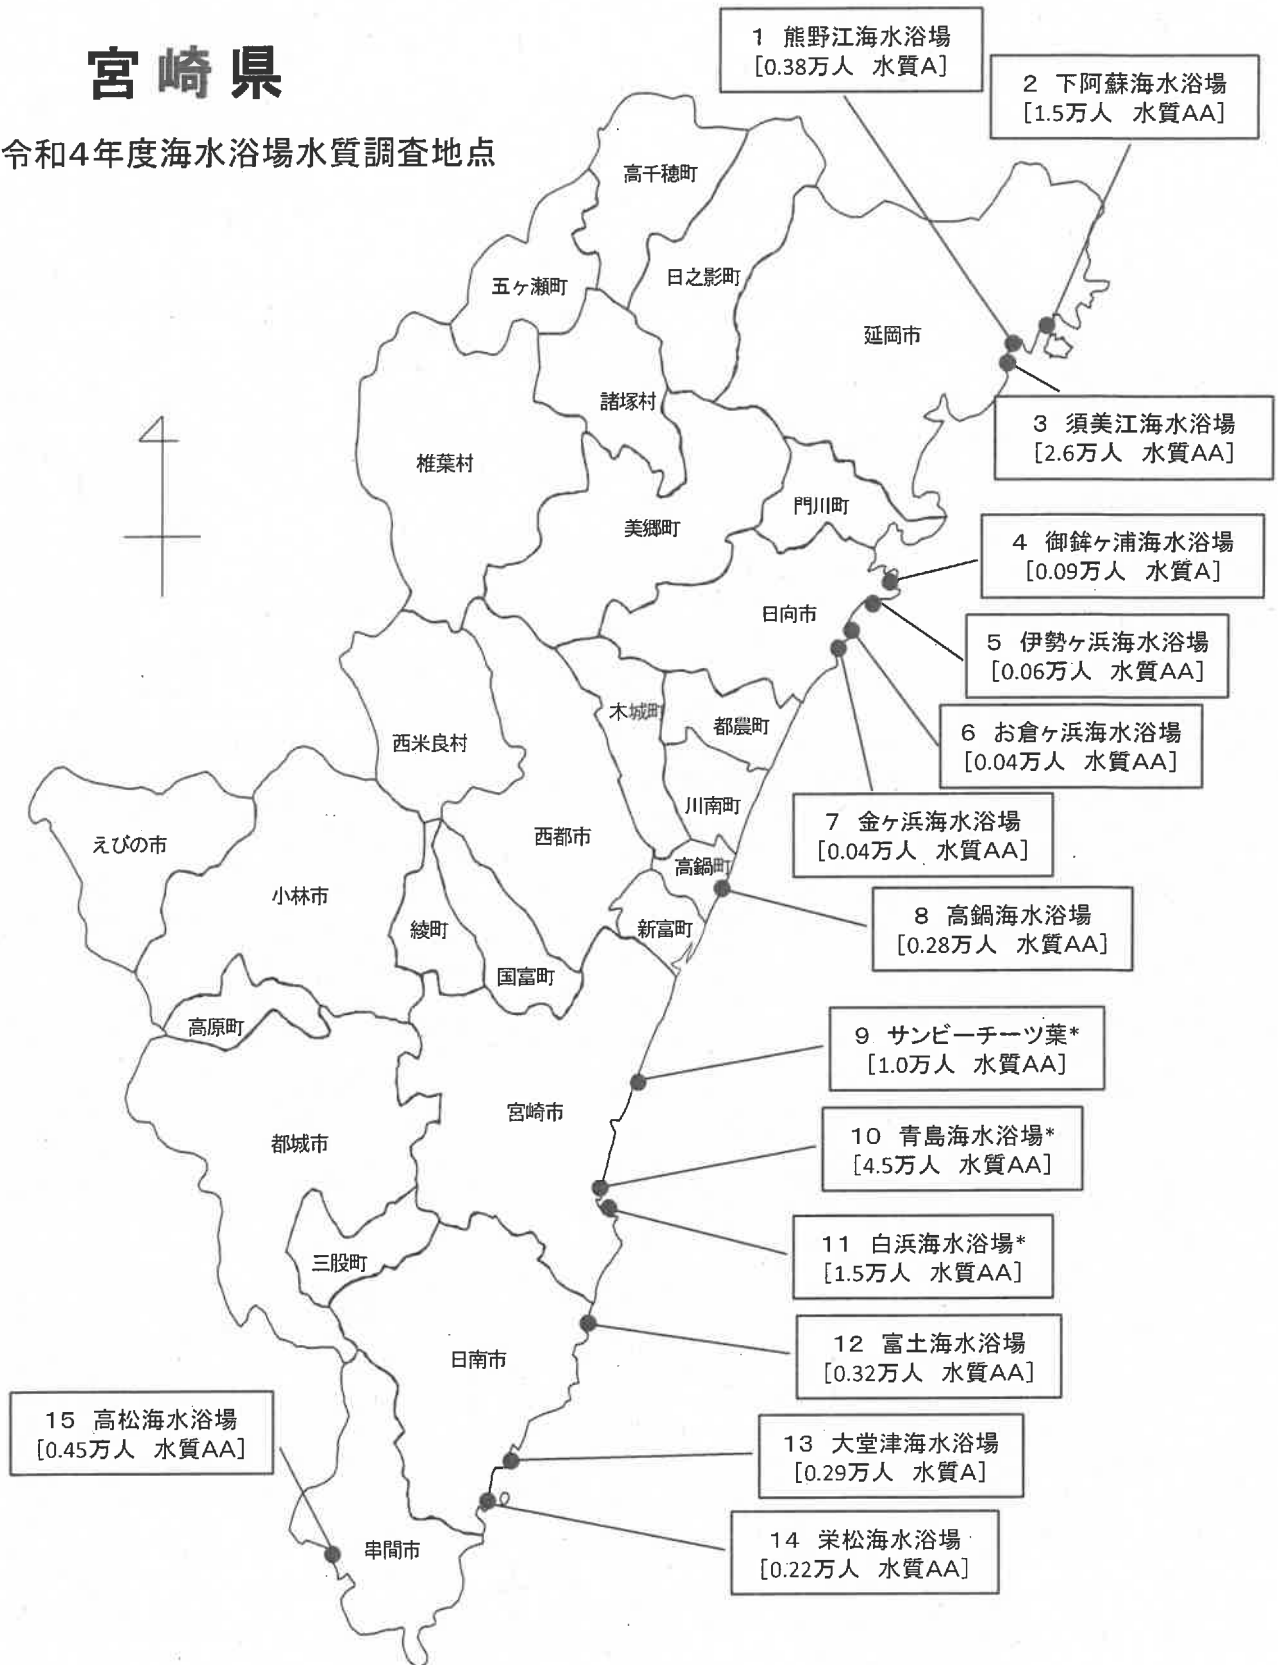 宮崎県
令和4年度海水浴場水質調査地点
1 熊野江海水浴場
[0.38万人 水質A]
2 下阿蘇海水浴場
[1.5万人 水質AA]
高千穂町
日之影町
五ヶ瀬町
延岡市
諸塚村
3 須美江海水浴場
[2.6万人 水質AA]
椎葉村
門川町
美郷町
4 御鉾ヶ浦海水浴場
[0.09万人 水質A]
日向市
5 伊勢ヶ浜海水浴場
[0.06万人 水質AA]
木城町
都農町
6 お倉ヶ浜海水浴場
[0.04万人 水質AA]
西米良村
川南町
7 金ヶ浜海水浴場
[0.04万人 水質AA]
えびの市
西都市
高鍋町
小林市
8 高鍋海水浴場
[0.28万人 水質AA]
綾町
新富町
国富町
高原町
9 サンビーチ一ツ葉*
[1.0万人 水質AA]
宮崎市
都城市
10 青島海水浴場*
[4.5万人 水質AA]
11 白浜海水浴場*
[1.5万人 水質AA]
三股町
12 富土海水浴場
[0.32万人 水質AA]
日南市
15 高松海水浴場
[0.45万人 水質AA]
13 大堂津海水浴場
[0.29万人 水質A]
14 栄松海水浴場
[0.22万人 水質AA]
串間市